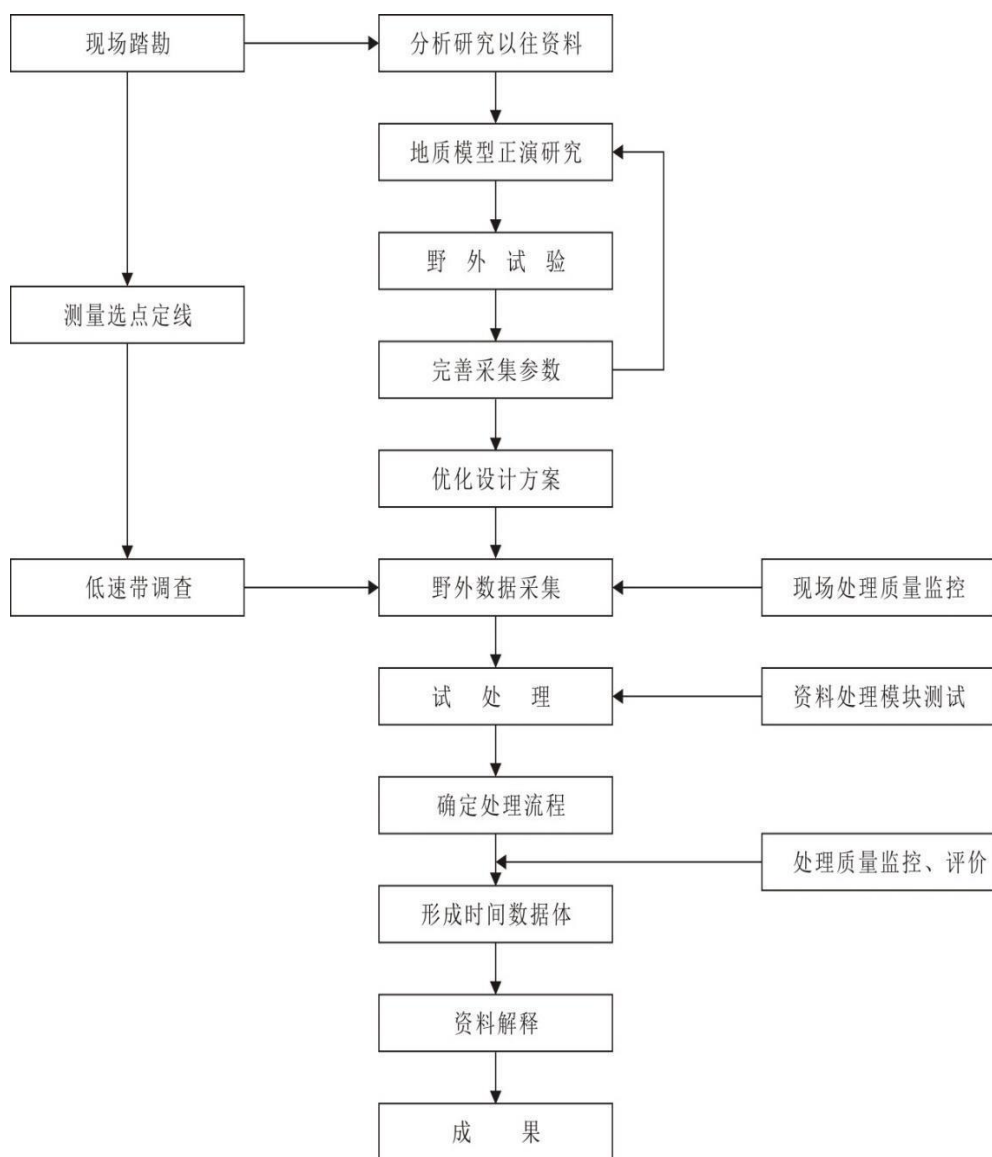 现场踏勘
分析研究以往资料
地质模型正演研究
野外试验
测量选点定线
完善采集参数
优化设计方案
低速带调查
野外数据采集
现场处理质量监控
试处理
资料处理模块测试
确定处理流程
处理质量监控、评价
形成时间数据体
资料解释
成果